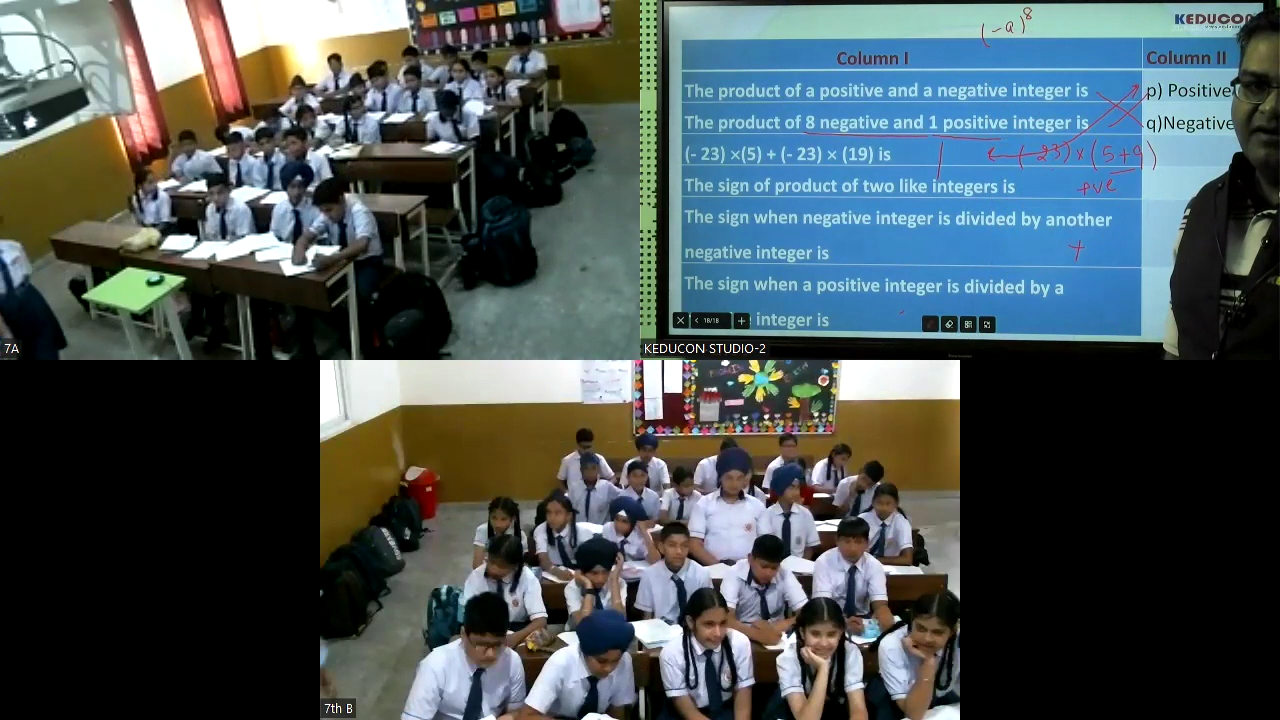 7A
(-a)⁸
KEDUCON
Column I
Column II
The product of a positive and a negative integer is
p) Positive
The product of 8 negative and 1 positive integer is
q)Negative
(- 23) ×(5) + (- 23) × (19) is
(-23) × (5+9)
The sign of product of two like integers is
+ve
The sign when negative integer is divided by another
negative integer is
+
The sign when a positive integer is divided by a
integer is
18/18
KEDUCON STUDIO-2
7th B